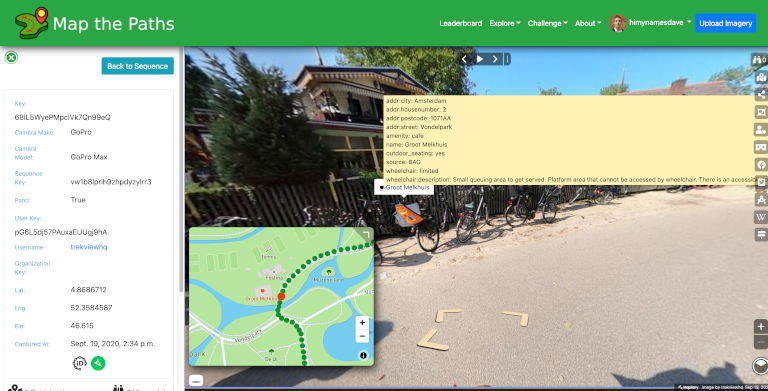 Map the Paths
Leaderboard Explore Challenge About himynamesdave Upload Imagery
Back to Sequence
Key:
68IL5WyePMpclVk7Qn99eQ
Camera Make: GoPro
Camera Model: GoPro Max
Sequence Key: vw1b8lprih9zhpdyzylrr3
Pano: True
User Key:
pG6L5dj57PAuxaEUUgj9hA
Username: trekviewhq
Organization Key:
Lat: 4.8686712
Lng: 52.3584587
Ele: 46.615
Captured At: Sept. 19, 2020, 2:34 p.m.
iD
addr:city: Amsterdam
addr:housenumber: 2
addr:postcode: 1071AA
addr:street: Vondelpark
amenity: cafe
name: Groot Melkhuis
outdoor_seating: yes
source: BAG
wheelchair: limited
wheelchair:description: Small queuing area to get served. Platform area that cannot be accessed by wheelchair. There is an accessib
Groot Melkhuis
0
Vondelpark
park
+
−
W
+
−
Mapillary Image by trekviewhq